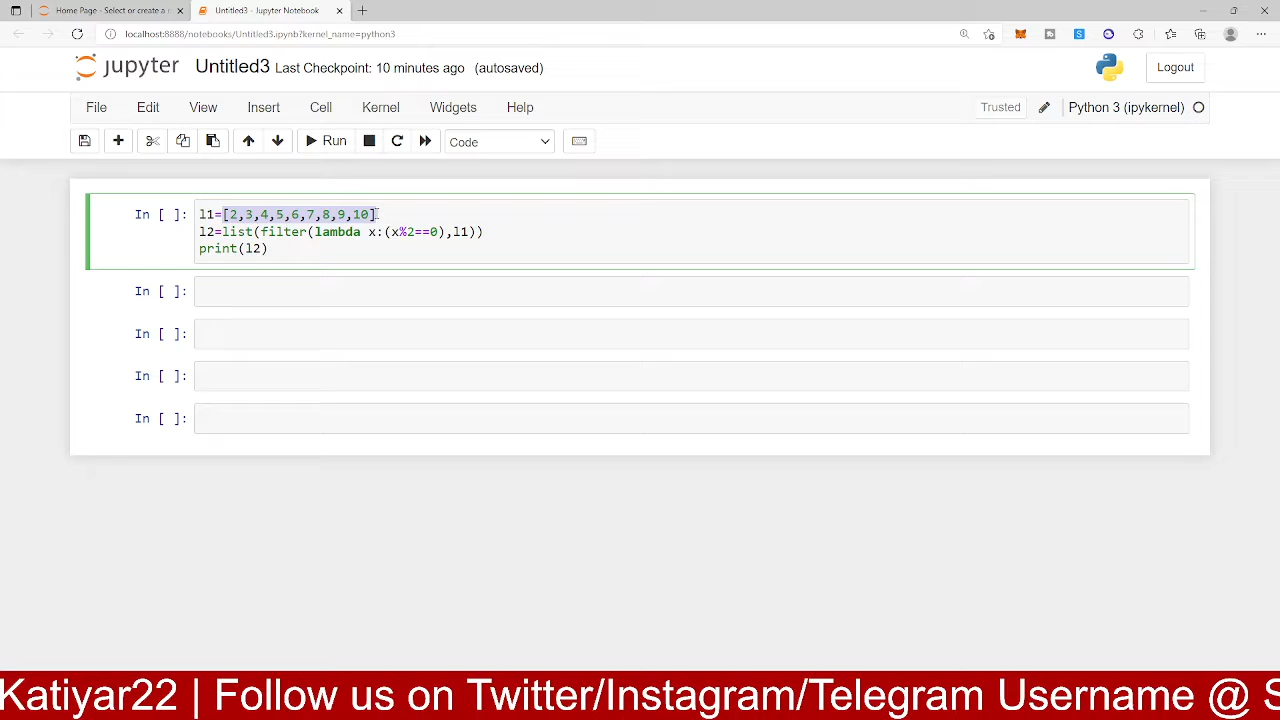 Home Page - Select or create a n
Untitled3 - Jupyter Notebook
localhost:8888/notebooks/Untitled3.ipynb?kernel_name=python3
jupyter Untitled3 Last Checkpoint: 10 minutes ago (autosaved)
Logout
File Edit View Insert Cell Kernel Widgets Help
Trusted
Python 3 (ipykernel)
Run
Code
In [ ]:
l1=[2,3,4,5,6,7,8,9,10]
l2=list(filter(lambda x:(x%2==0),l1))
print(l2)
In [ ]:
In [ ]:
In [ ]:
In [ ]:
Katiyar22 | Follow us on Twitter/Instagram/Telegram Username @ S